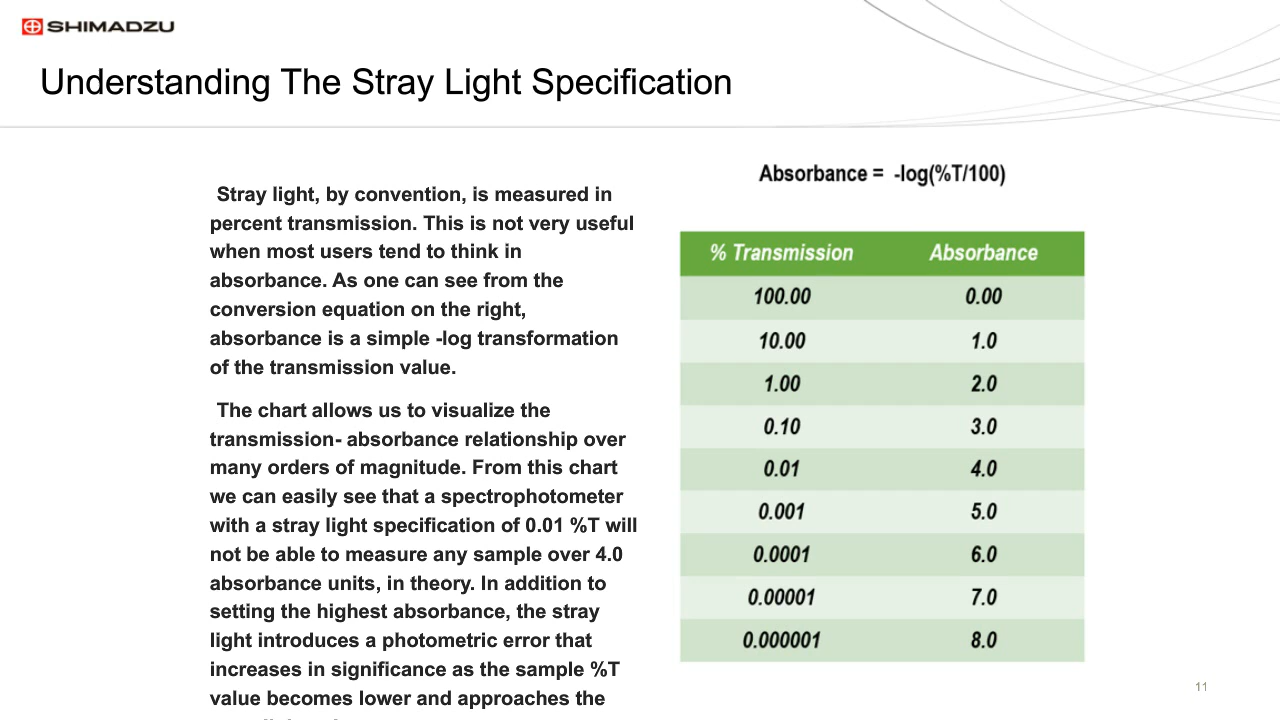 SHIMADZU
Understanding The Stray Light Specification
Stray light, by convention, is measured in
percent transmission. This is not very useful
when most users tend to think in
absorbance. As one can see from the
conversion equation on the right,
absorbance is a simple -log transformation
of the transmission value.
The chart allows us to visualize the
transmission- absorbance relationship over
many orders of magnitude. From this chart
we can easily see that a spectrophotometer
with a stray light specification of 0.01 %T will
not be able to measure any sample over 4.0
absorbance units, in theory. In addition to
setting the highest absorbance, the stray
light introduces a photometric error that
increases in significance as the sample %T
value becomes lower and approaches the
Absorbance = -log(%T/100)
% Transmission Absorbance
100.00 0.00
10.00 1.0
1.00 2.0
0.10 3.0
0.01 4.0
0.001 5.0
0.0001 6.0
0.00001 7.0
0.000001 8.0
11